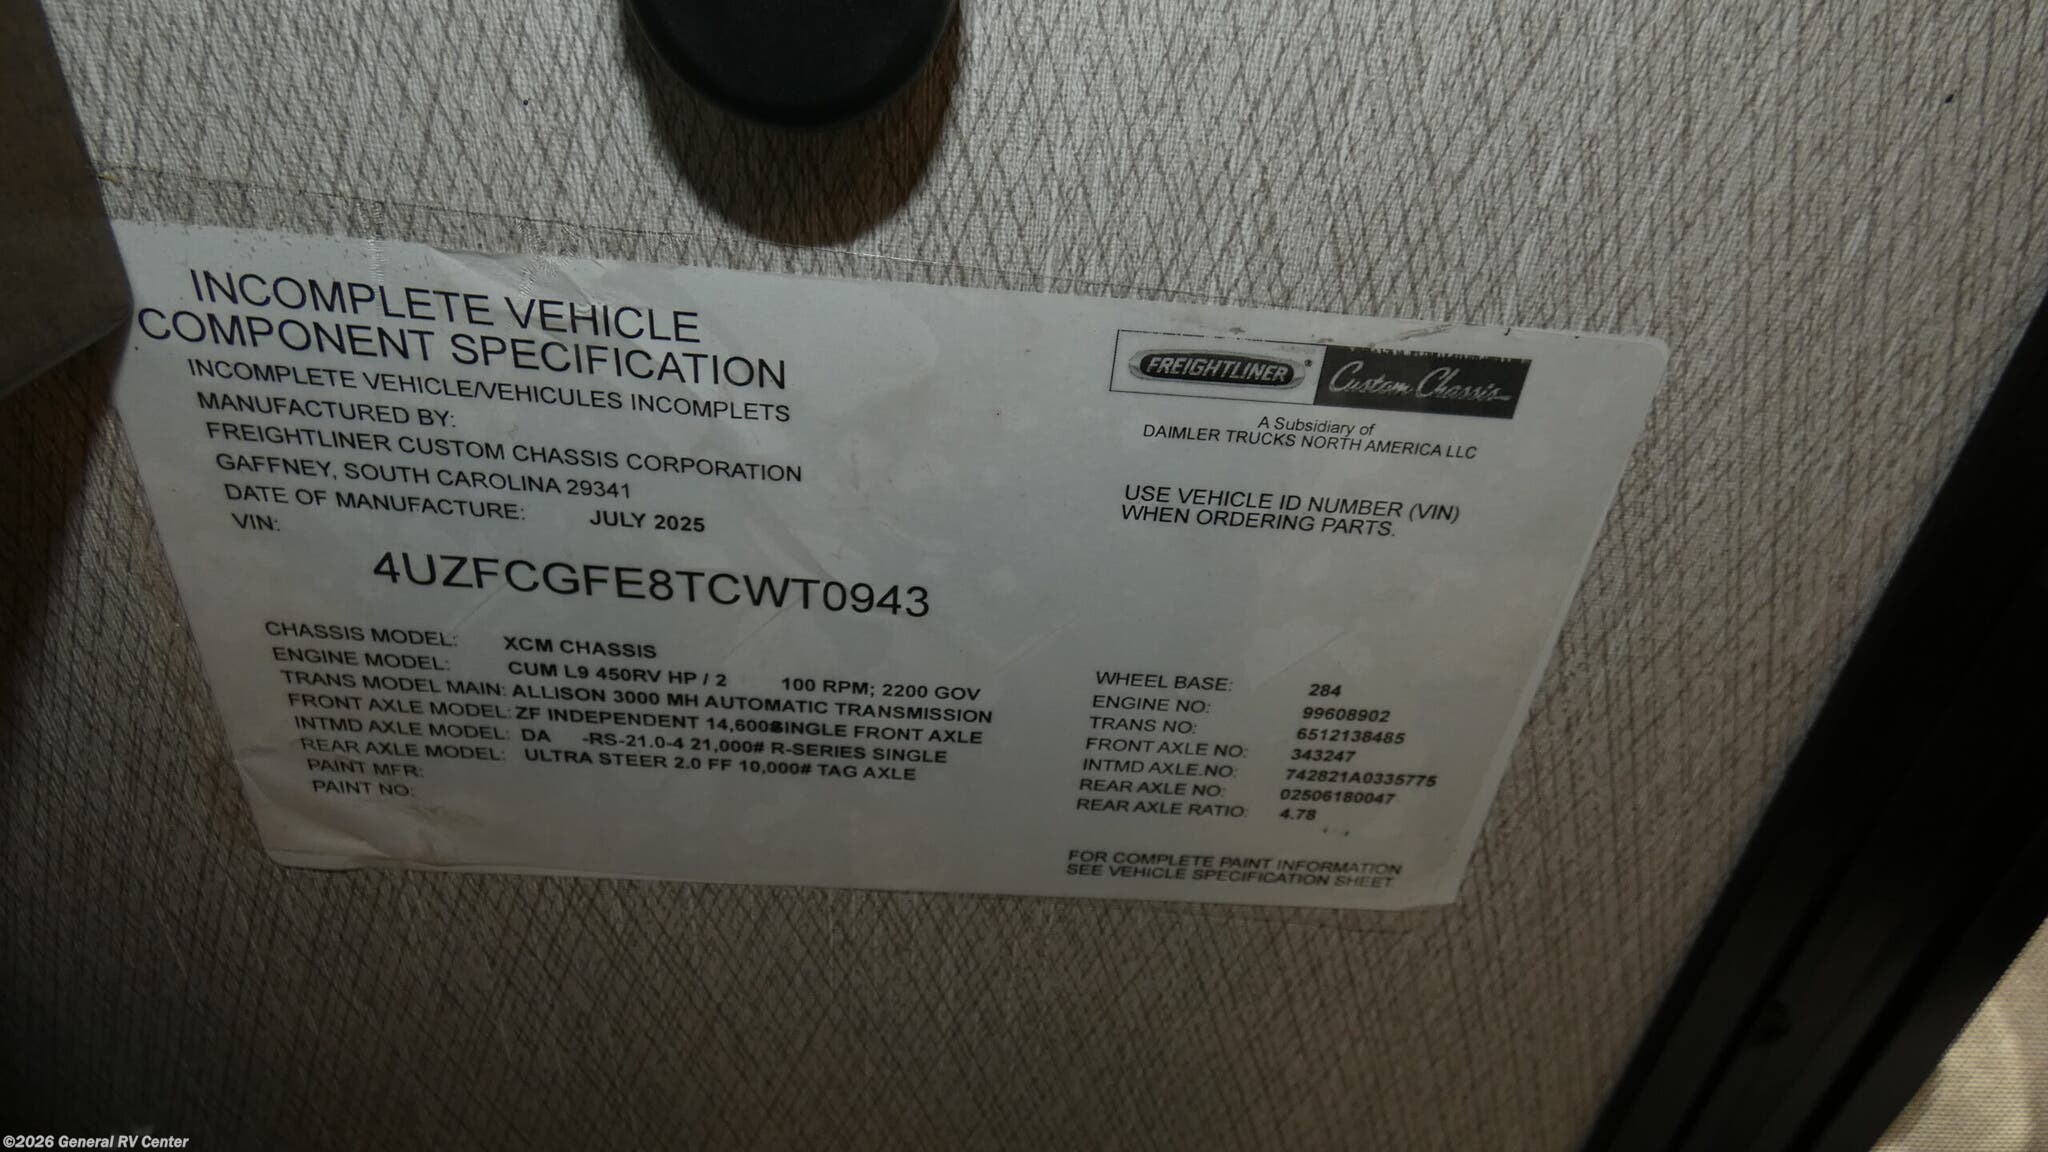 INCOMPLETE VEHICLE
COMPONENT SPECIFICATION
INCOMPLETE VEHICLE/VEHICULES INCOMPLETS
MANUFACTURED BY:
FREIGHTLINER CUSTOM CHASSIS CORPORATION
GAFFNEY, SOUTH CAROLINA 29341
DATE OF MANUFACTURE: JULY 2025
VIN:
4UZFCGFE8TCWT0943
CHASSIS MODEL: XCM CHASSIS
ENGINE MODEL: CUM L9 450RV HP / 2 100 RPM; 2200 GOV
TRANS MODEL MAIN: ALLISON 3000 MH AUTOMATIC TRANSMISSION
FRONT AXLE MODEL: ZF INDEPENDENT 14,600# SINGLE FRONT AXLE
INTMD AXLE MODEL: DA -RS-21.0-4 21,000# R-SERIES SINGLE
REAR AXLE MODEL: ULTRA STEER 2.0 FF 10,000# TAG AXLE
PAINT MFR:
PAINT NO:
FREIGHTLINER® Custom Chassis
A Subsidiary of
DAIMLER TRUCKS NORTH AMERICA LLC
USE VEHICLE ID NUMBER (VIN)
WHEN ORDERING PARTS.
WHEEL BASE: 284
ENGINE NO: 99608902
TRANS NO: 6512138485
FRONT AXLE NO: 343247
INTMD AXLE.NO: 742821A0335775
REAR AXLE NO: 02506180047
REAR AXLE RATIO: 4.78
FOR COMPLETE PAINT INFORMATION
SEE VEHICLE SPECIFICATION SHEET
©2026 General RV Center